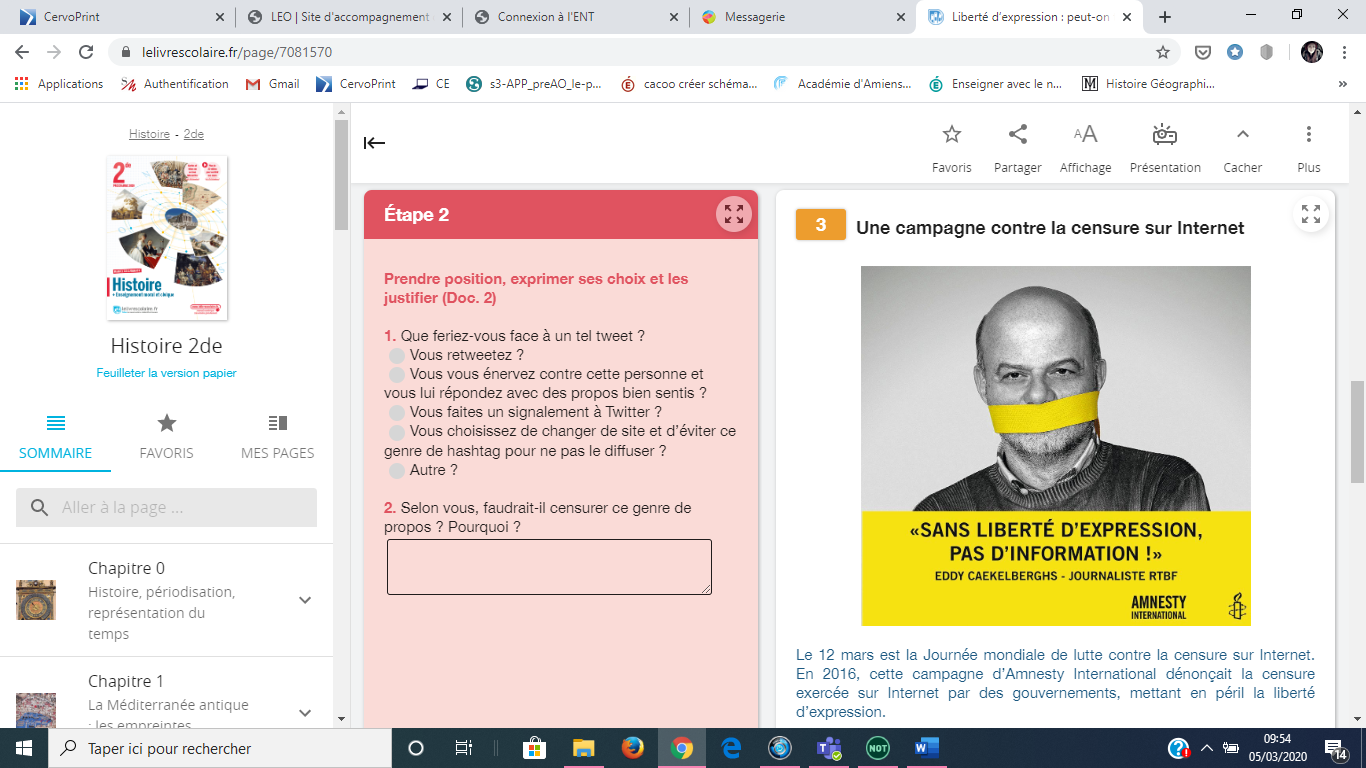 CervoPrint
LEO | Site d'accompagnement
Connexion à l'ENT
Messagerie
Liberté d'expression : peut-on
lelivrescolaire.fr/page/7081570
Applications
Authentification
Gmail
CervoPrint
CE
s3-APP_preAO_le-p...
cacoo créer schéma...
Académie d'Amiens...
Enseigner avec le n...
Histoire Géographi...
»
Histoire - 2de
2de
Histoire
lelivrescolaire.fr
Histoire 2de
Feuilleter la version papier
SOMMAIRE
FAVORIS
MES PAGES
Aller à la page ...
Chapitre 0
Histoire, périodisation,
représentation du
temps
Chapitre 1
La Méditerranée antique
: les empreintes
Favoris
Partager
AA
Affichage
Présentation
Cacher
Plus
Étape 2
Prendre position, exprimer ses choix et les
justifier (Doc. 2)
1. Que feriez-vous face à un tel tweet ?
Vous retweetez ?
Vous vous énervez contre cette personne et
vous lui répondez avec des propos bien sentis ?
Vous faites un signalement à Twitter ?
Vous choisissez de changer de site et d'éviter ce
genre de hashtag pour ne pas le diffuser ?
Autre ?
2. Selon vous, faudrait-il censurer ce genre de
propos ? Pourquoi ?
3 Une campagne contre la censure sur Internet
«SANS LIBERTÉ D'EXPRESSION,
PAS D'INFORMATION !»
EDDY CAEKELBERGHS - JOURNALISTE RTBF
AMNESTY
INTERNATIONAL
Le 12 mars est la Journée mondiale de lutte contre la censure sur Internet.
En 2016, cette campagne d'Amnesty International dénonçait la censure
exercée sur Internet par des gouvernements, mettant en péril la liberté
d'expression.
Taper ici pour rechercher
NOT
09:54
05/03/2020
14